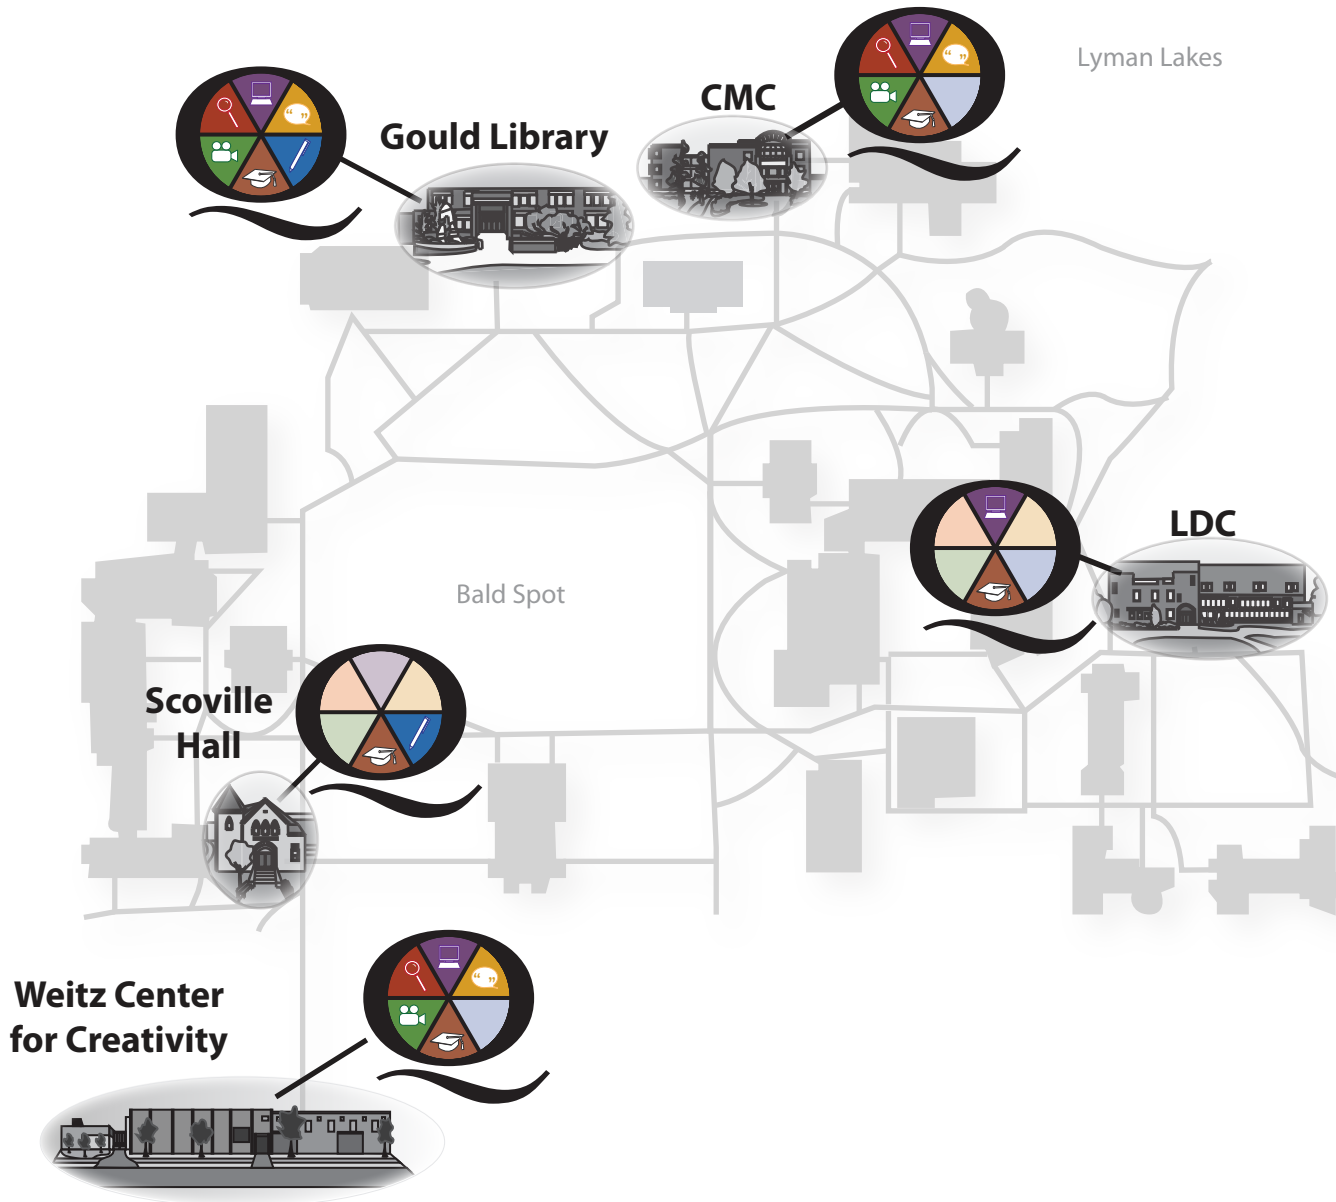 Lyman Lakes
CMC
Gould Library
LDC
Bald Spot
Scoville
Hall
Weitz Center
for Creativity